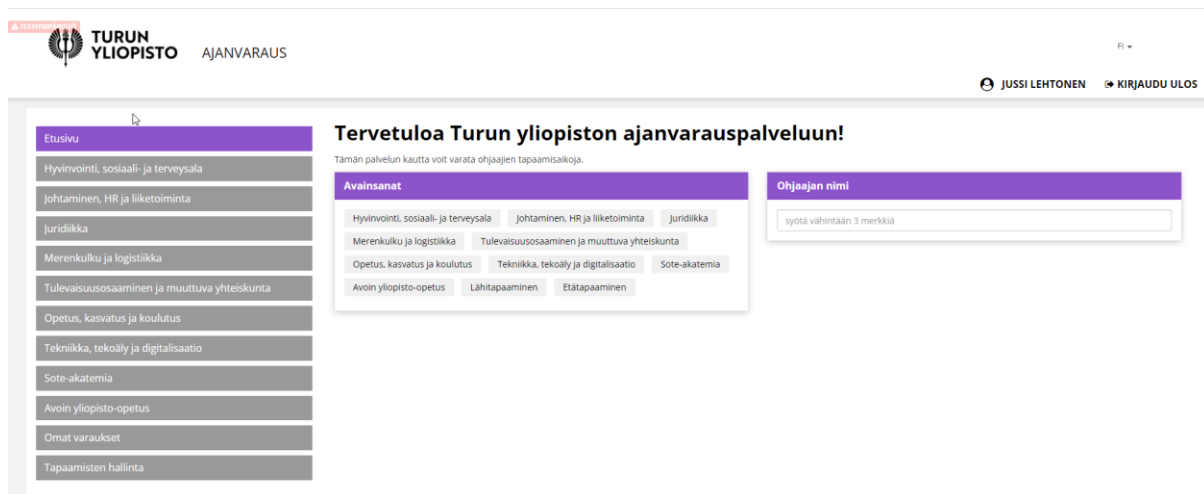 TESTIYMPÄRISTÖ
TURUN
YLIOPISTO
AJANVARAUS
FI
JUSSI LEHTONEN
KIRJAUDU ULOS
Etusivu
Hyvinvointi, sosiaali- ja terveysala
Johtaminen, HR ja liiketoiminta
Juridiikka
Merenkulku ja logistiikka
Tulevaisuusosaaminen ja muuttuva yhteiskunta
Opetus, kasvatus ja koulutus
Tekniikka, tekoäly ja digitalisaatio
Sote-akatemia
Avoin yliopisto-opetus
Omat varaukset
Tapaamisten hallinta
Tervetuloa Turun yliopiston ajanvarauspalveluun!
Tämän palvelun kautta voit varata ohjaajien tapaamisaikoja.
Avainsanat
Hyvinvointi, sosiaali- ja terveysala Johtaminen, HR ja liiketoiminta Juridiikka
Merenkulku ja logistiikka Tulevaisuusosaaminen ja muuttuva yhteiskunta
Opetus, kasvatus ja koulutus Tekniikka, tekoäly ja digitalisaatio Sote-akatemia
Avoin yliopisto-opetus Lähitapaaminen Etätapaaminen
Ohjaajan nimi
syötä vähintään 3 merkkiä